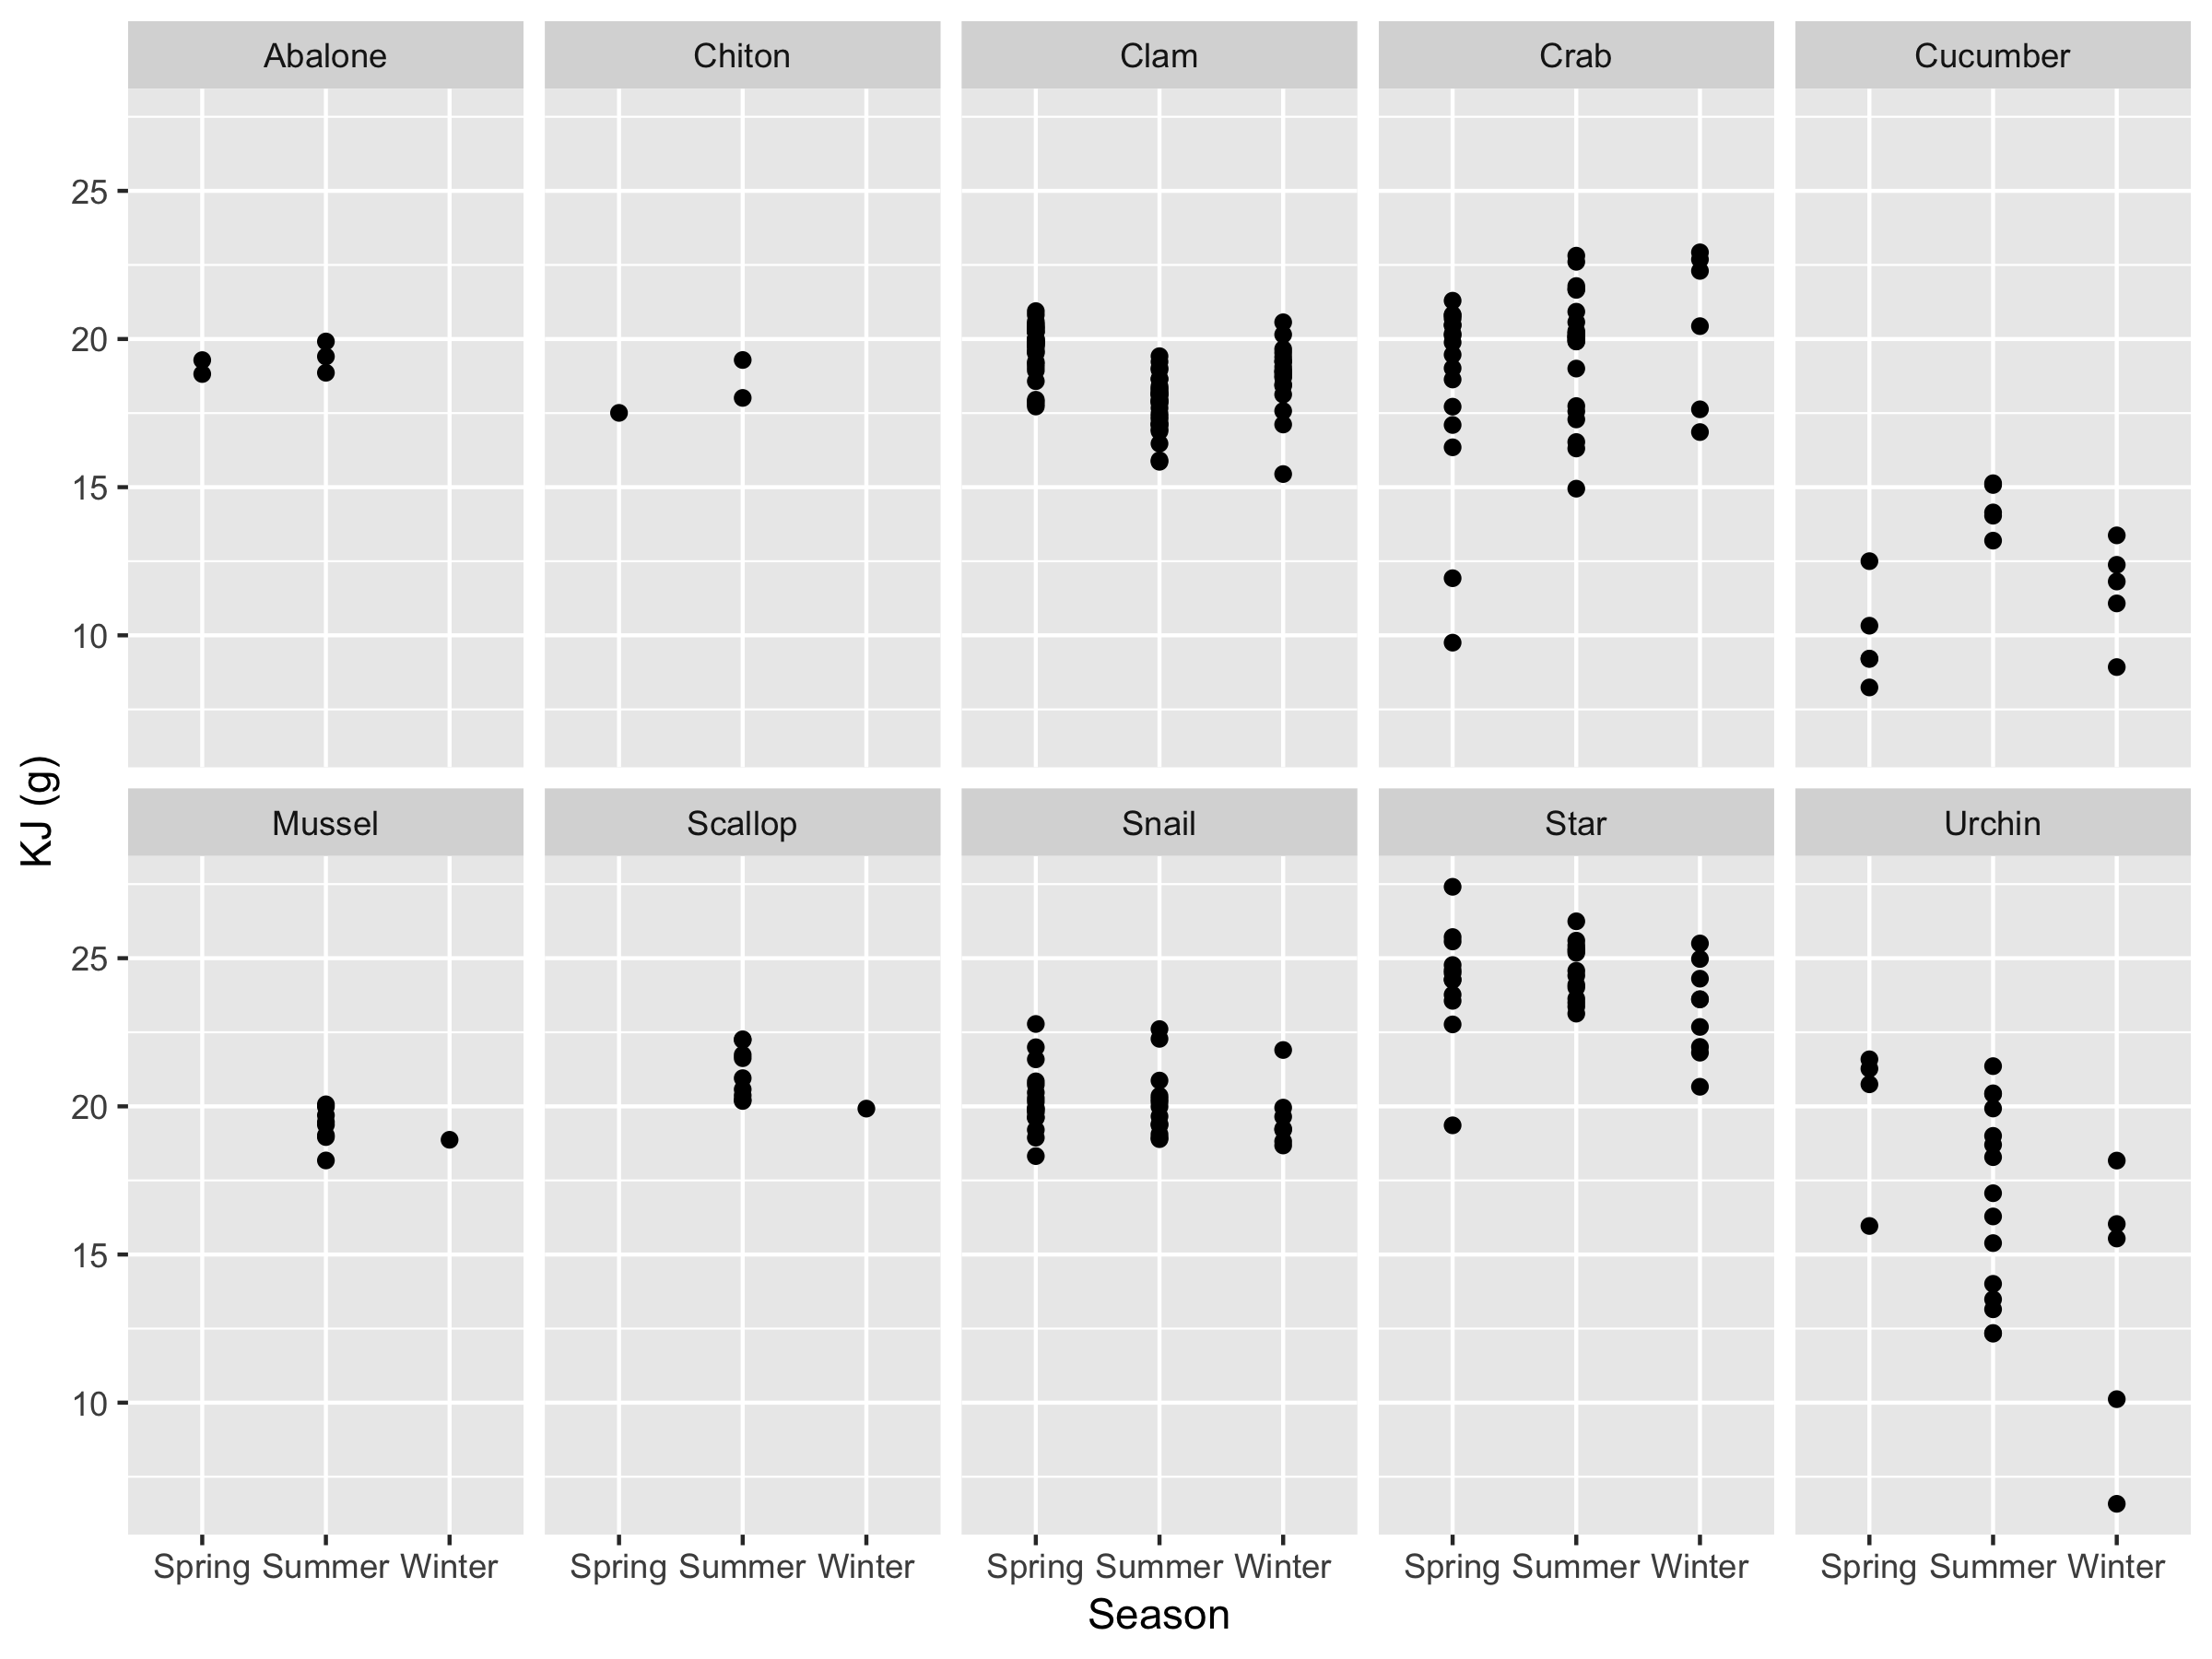 Abalone
Chiton
Clam
Crab
Cucumber
25
20
15
10
KJ (g)
Mussel
Scallop
Snail
Star
Urchin
25
20
15
10
Spring Summer Winter
Spring Summer Winter
Spring Summer Winter
Spring Summer Winter
Spring Summer Winter
Season